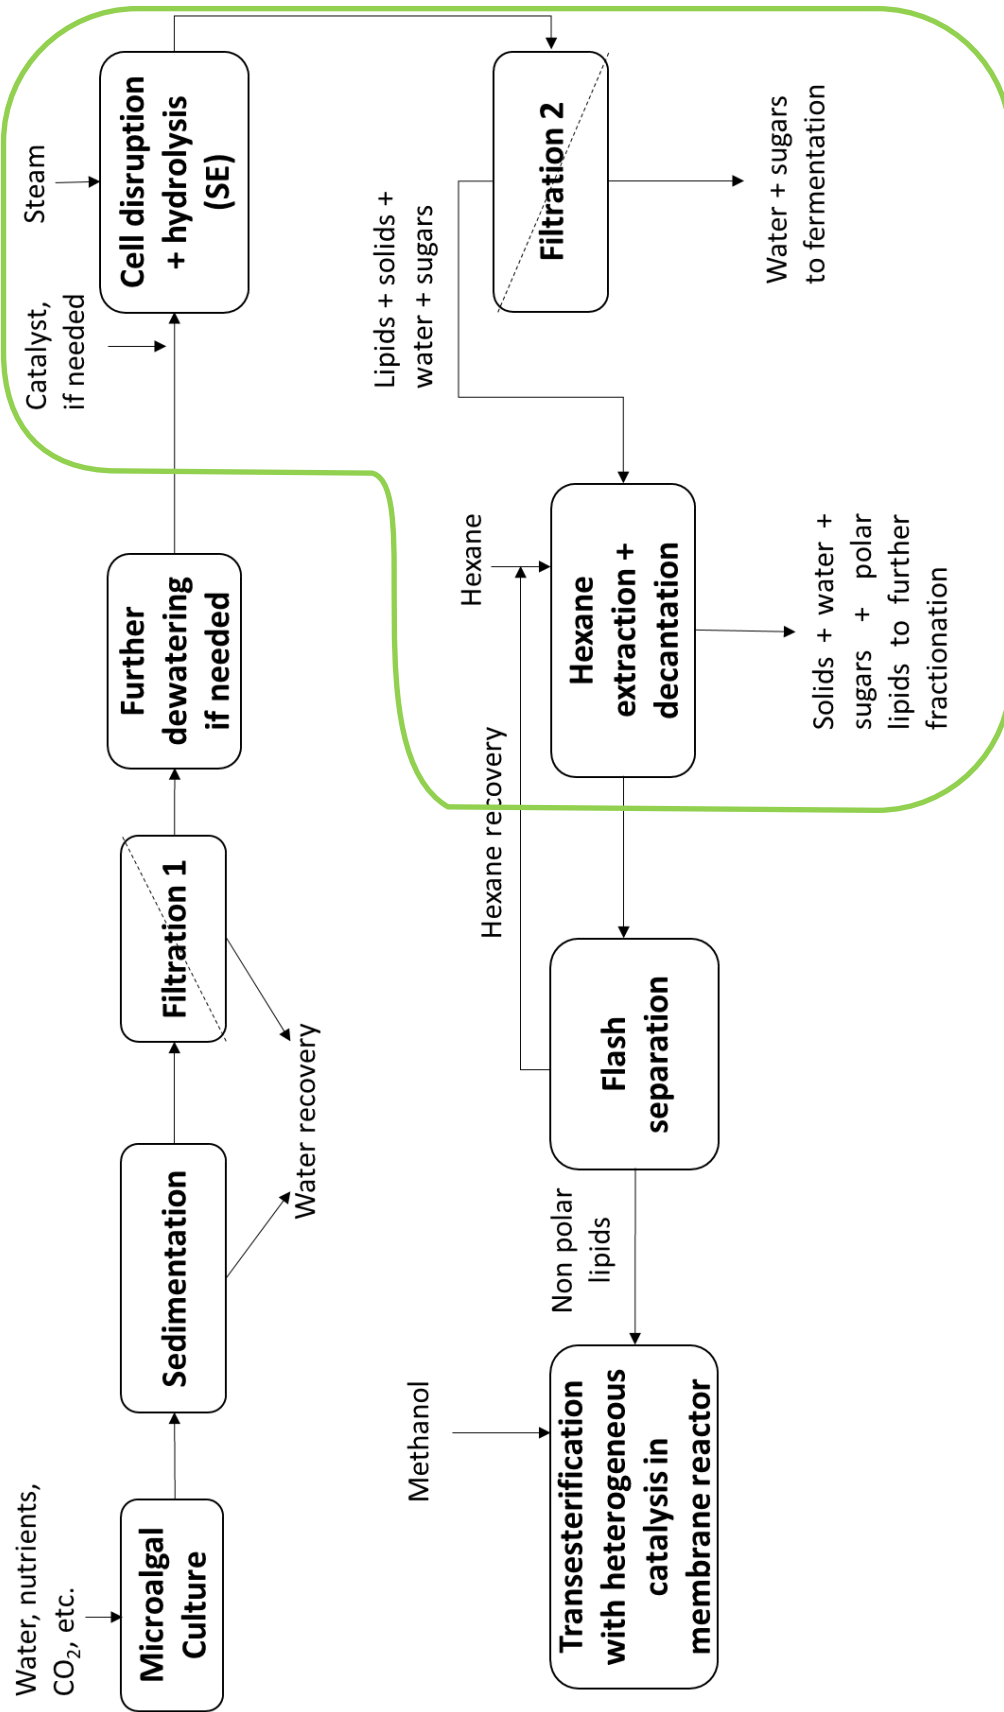 Water, nutrients,
CO₂, etc.
Microalgal
Culture
Sedimentation
Filtration 1
Water recovery
Further
dewatering
if needed
Catalyst,
if needed
Steam
Cell disruption
+ hydrolysis
(SE)
Filtration 2
Water + sugars
to fermentation
Lipids + solids +
water + sugars
Hexane
Hexane
extraction +
decantation
Solids + water +
sugars + polar
lipids to further
fractionation
Hexane recovery
Flash
separation
Non polar
lipids
Methanol
Transesterification
with heterogeneous
catalysis in
membrane reactor